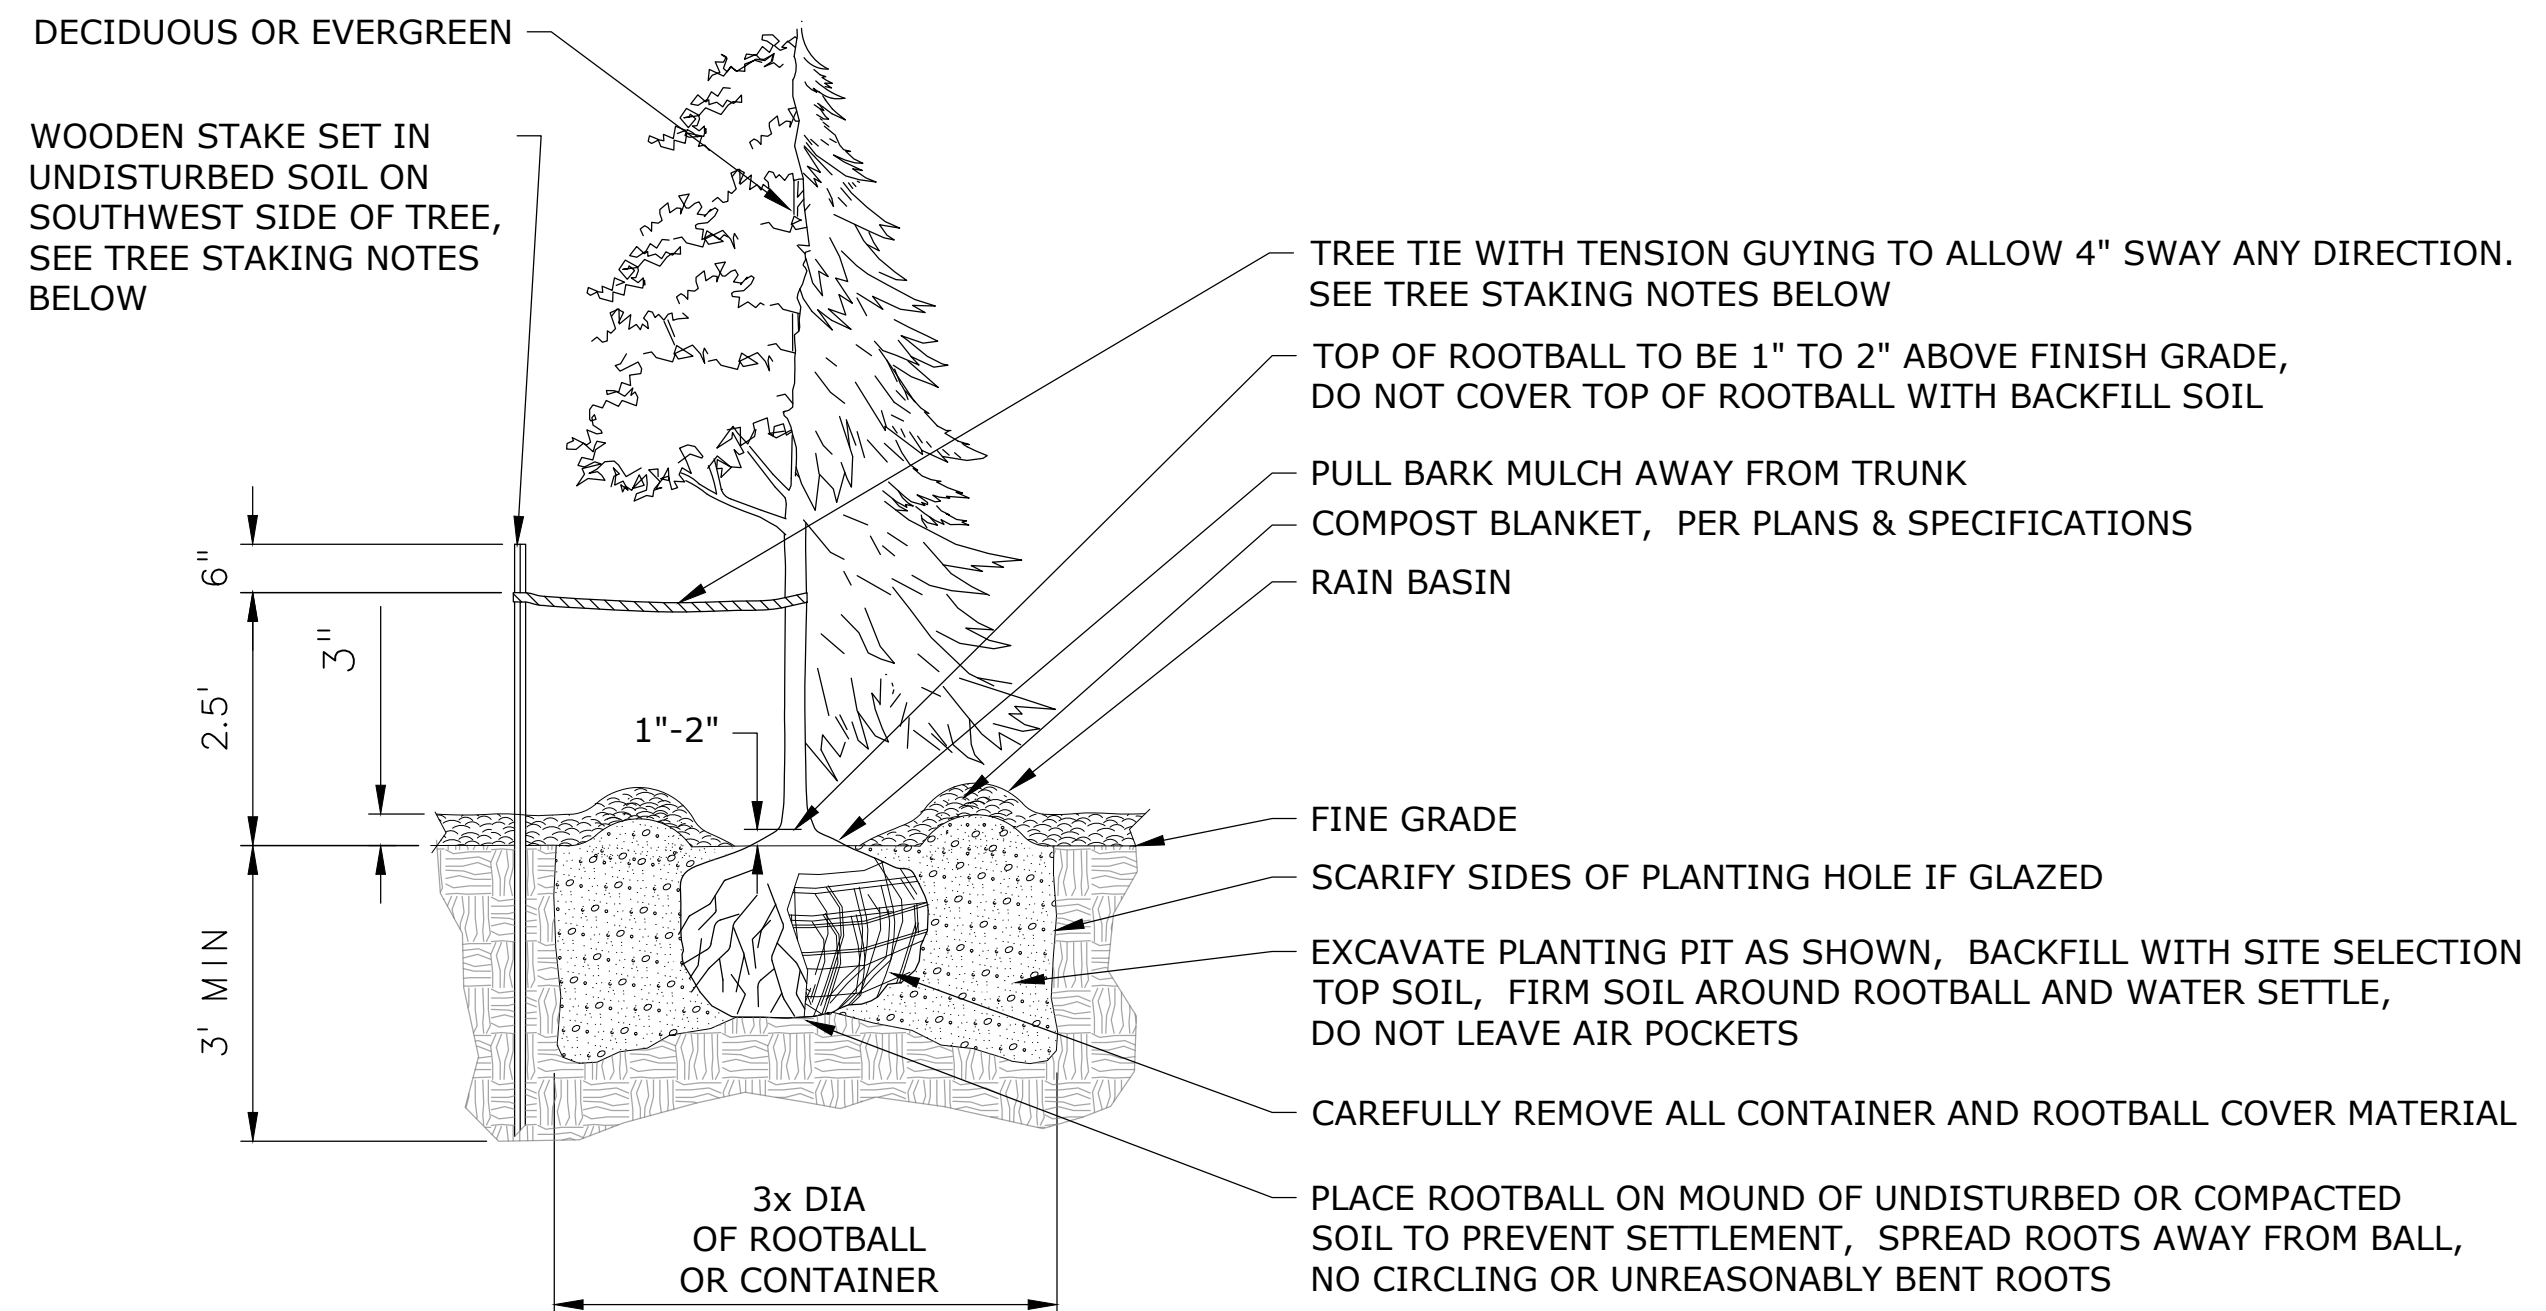 DECIDUOUS OR EVERGREEN
WOODEN STAKE SET IN
UNDISTURBED SOIL ON
SOUTHWEST SIDE OF TREE,
SEE TREE STAKING NOTES
BELOW
TREE TIE WITH TENSION GUYING TO ALLOW 4" SWAY ANY DIRECTION.
SEE TREE STAKING NOTES BELOW
TOP OF ROOTBALL TO BE 1" TO 2" ABOVE FINISH GRADE,
DO NOT COVER TOP OF ROOTBALL WITH BACKFILL SOIL
PULL BARK MULCH AWAY FROM TRUNK
COMPOST BLANKET, PER PLANS & SPECIFICATIONS
RAIN BASIN
6"
3"
2.5'
1"-2"
3' MIN
FINE GRADE
SCARIFY SIDES OF PLANTING HOLE IF GLAZED
EXCAVATE PLANTING PIT AS SHOWN, BACKFILL WITH SITE SELECTION
TOP SOIL, FIRM SOIL AROUND ROOTBALL AND WATER SETTLE,
DO NOT LEAVE AIR POCKETS
CAREFULLY REMOVE ALL CONTAINER AND ROOTBALL COVER MATERIAL
PLACE ROOTBALL ON MOUND OF UNDISTURBED OR COMPACTED
SOIL TO PREVENT SETTLEMENT, SPREAD ROOTS AWAY FROM BALL,
NO CIRCLING OR UNREASONABLY BENT ROOTS
3x DIA
OF ROOTBALL
OR CONTAINER